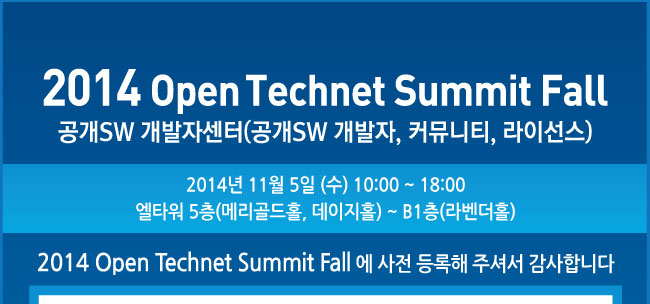 2014 Open Technet Summit Fall
공개SW 개발자센터(공개SW 개발자, 커뮤니티, 라이선스)
2014년 11월 5일 (수) 10:00 ~ 18:00
엘타워 5층(메리골드홀, 데이지홀) ~ B1층(라벤더홀)
2014 Open Technet Summit Fall 에 사전 등록해 주셔서 감사합니다